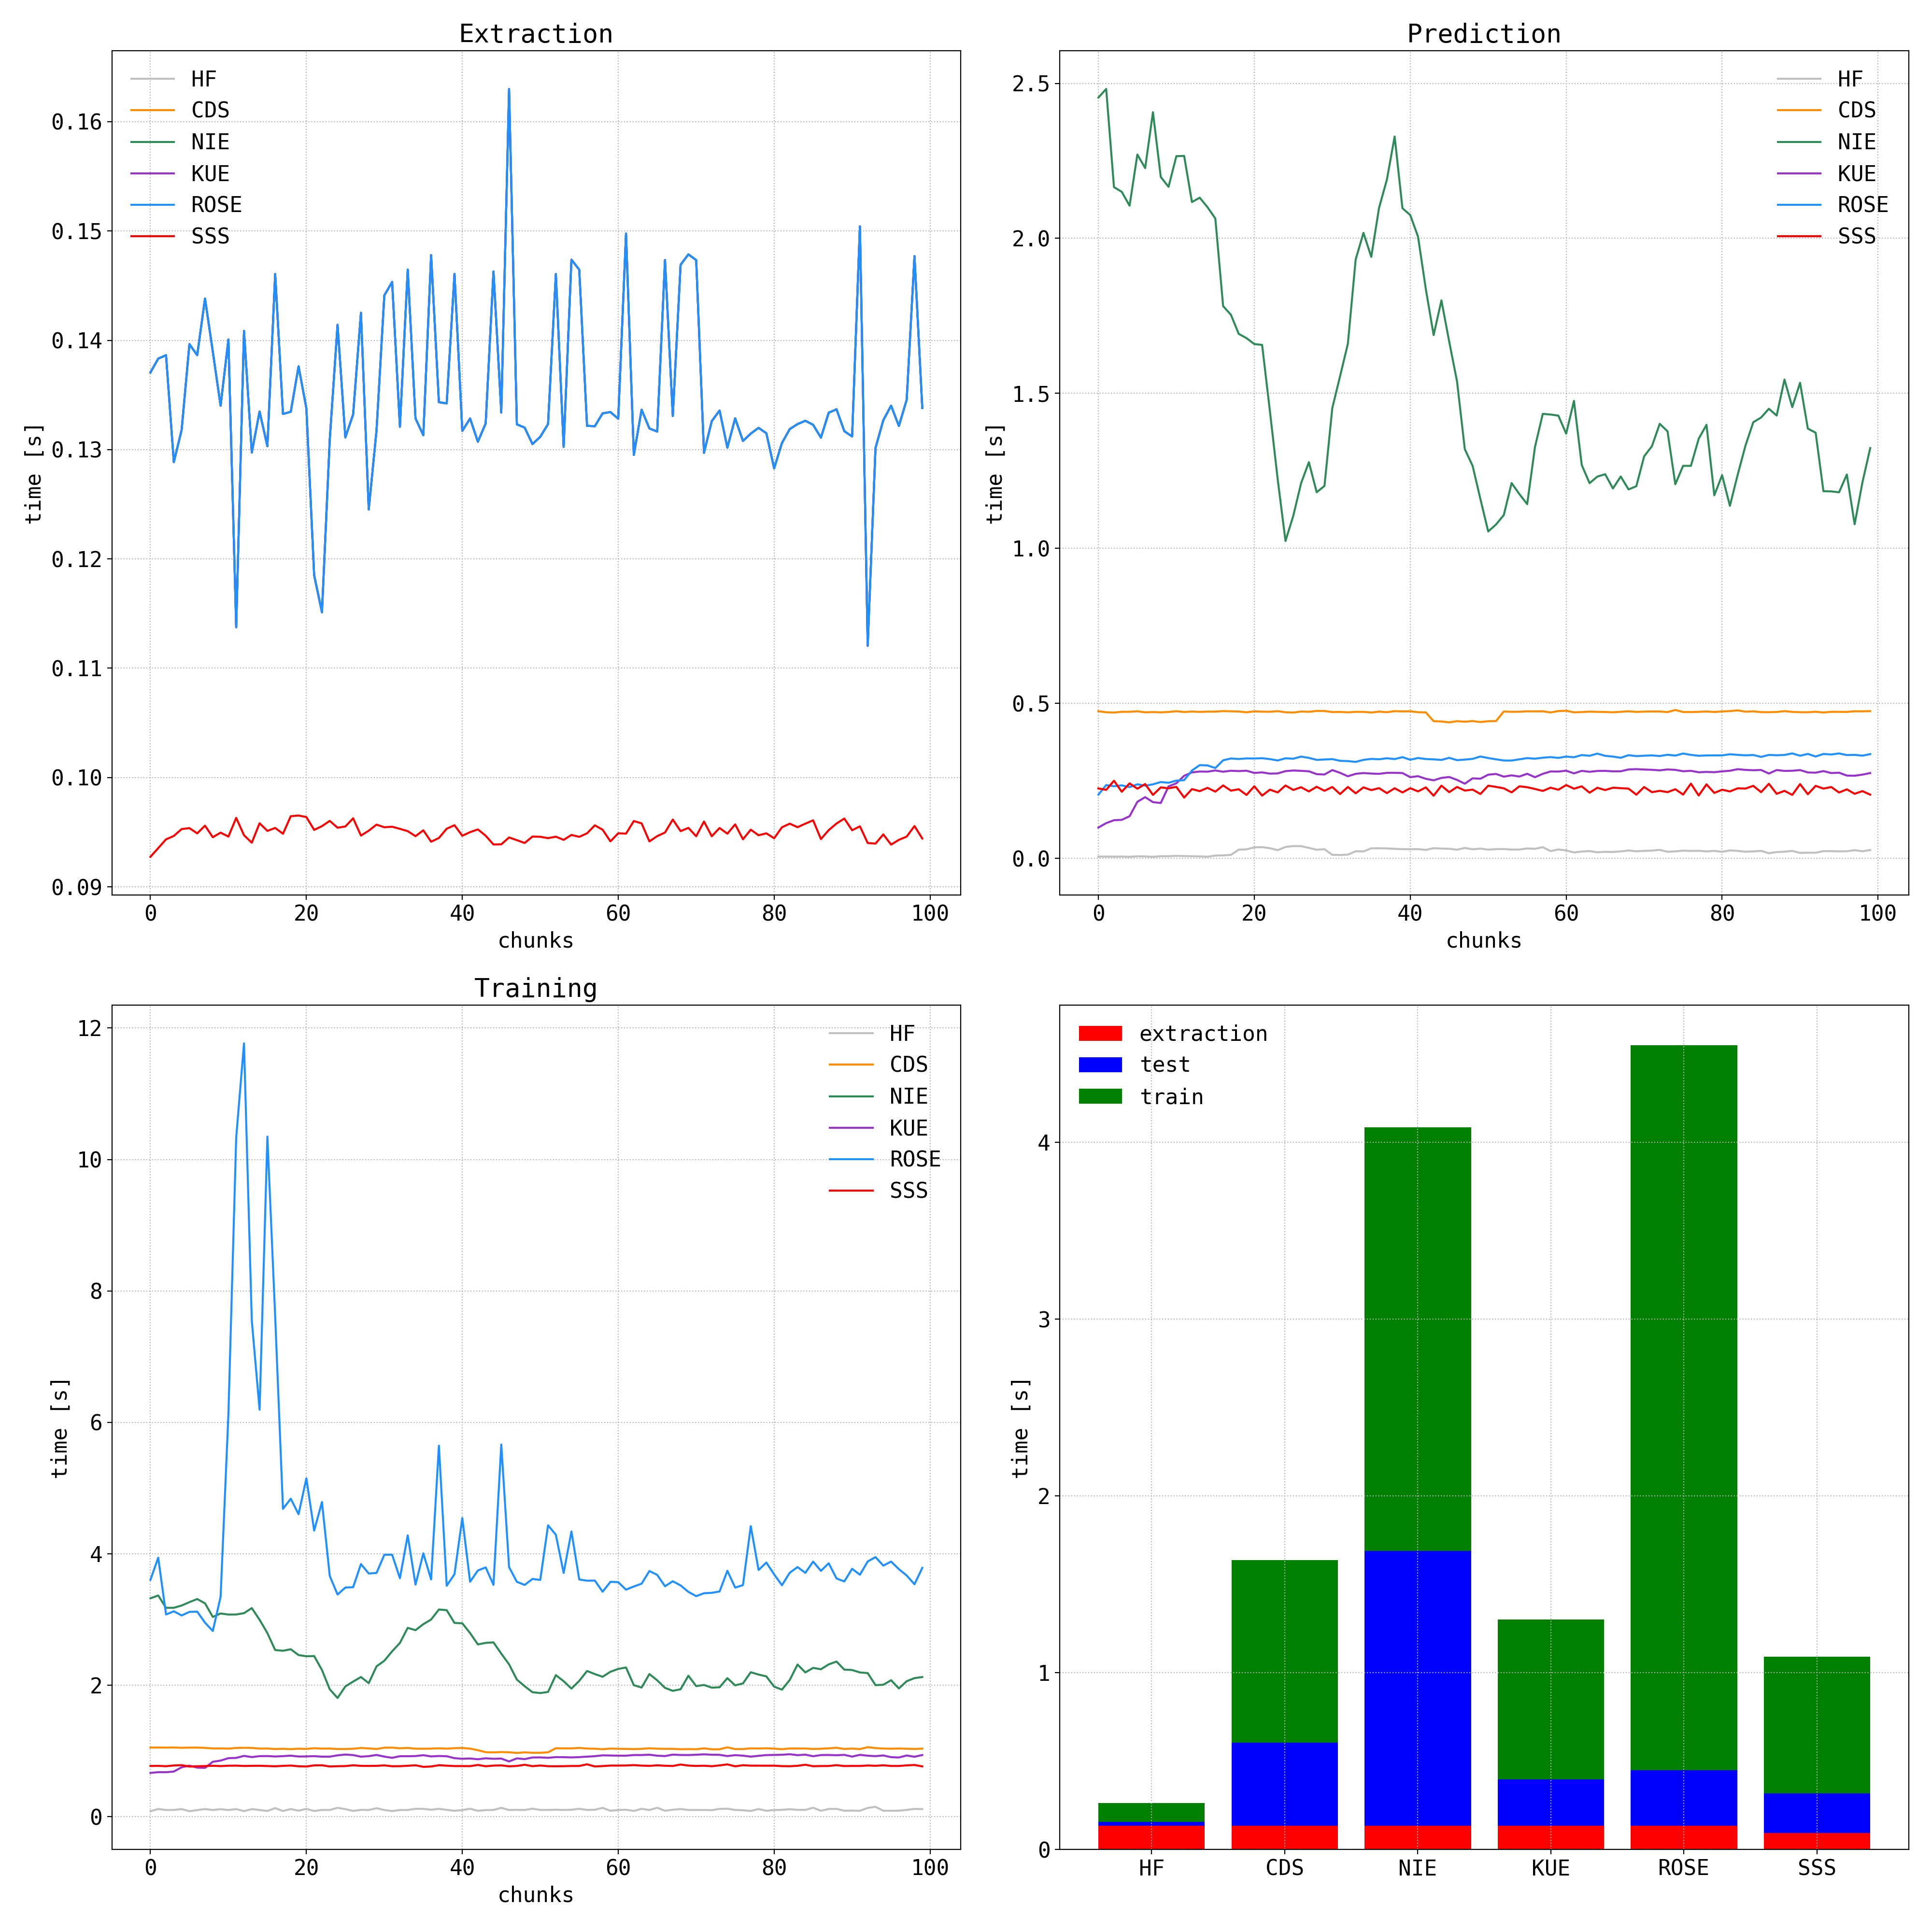 Extraction
HF
CDS
NIE
KUE
ROSE
SSS
0.16
0.15
0.14
0.13
0.12
0.11
0.10
0.09
time [s]
0 20 40 60 80 100
chunks
Prediction
HF
CDS
NIE
KUE
ROSE
SSS
2.5
2.0
1.5
1.0
0.5
0.0
time [s]
0 20 40 60 80 100
chunks
Training
HF
CDS
NIE
KUE
ROSE
SSS
12
10
8
6
4
2
0
time [s]
0 20 40 60 80 100
chunks
extraction
test
train
4
3
2
1
0
time [s]
HF CDS NIE KUE ROSE SSS